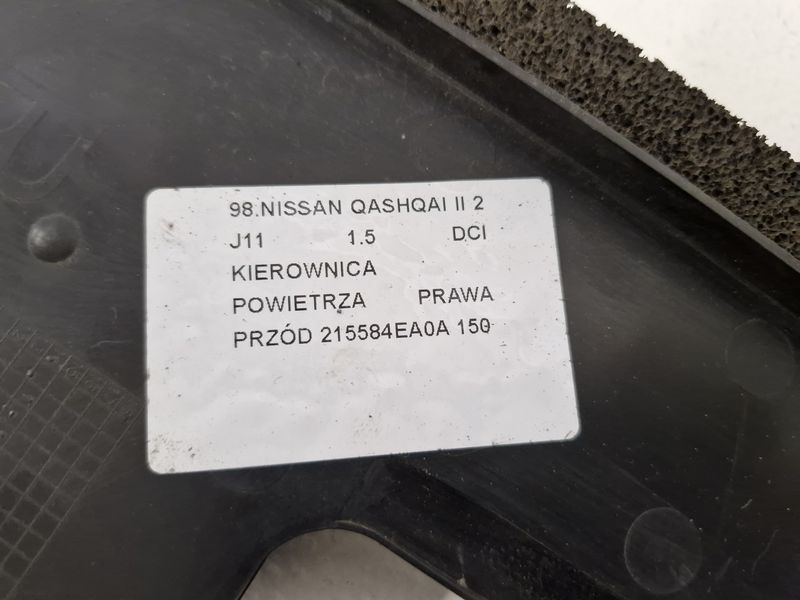 98.NISSAN QASHQAI II 2
J11 1.5 DCI
KIEROWNICA
POWIETRZA PRAWA
PRZÓD 215584EA0A 150